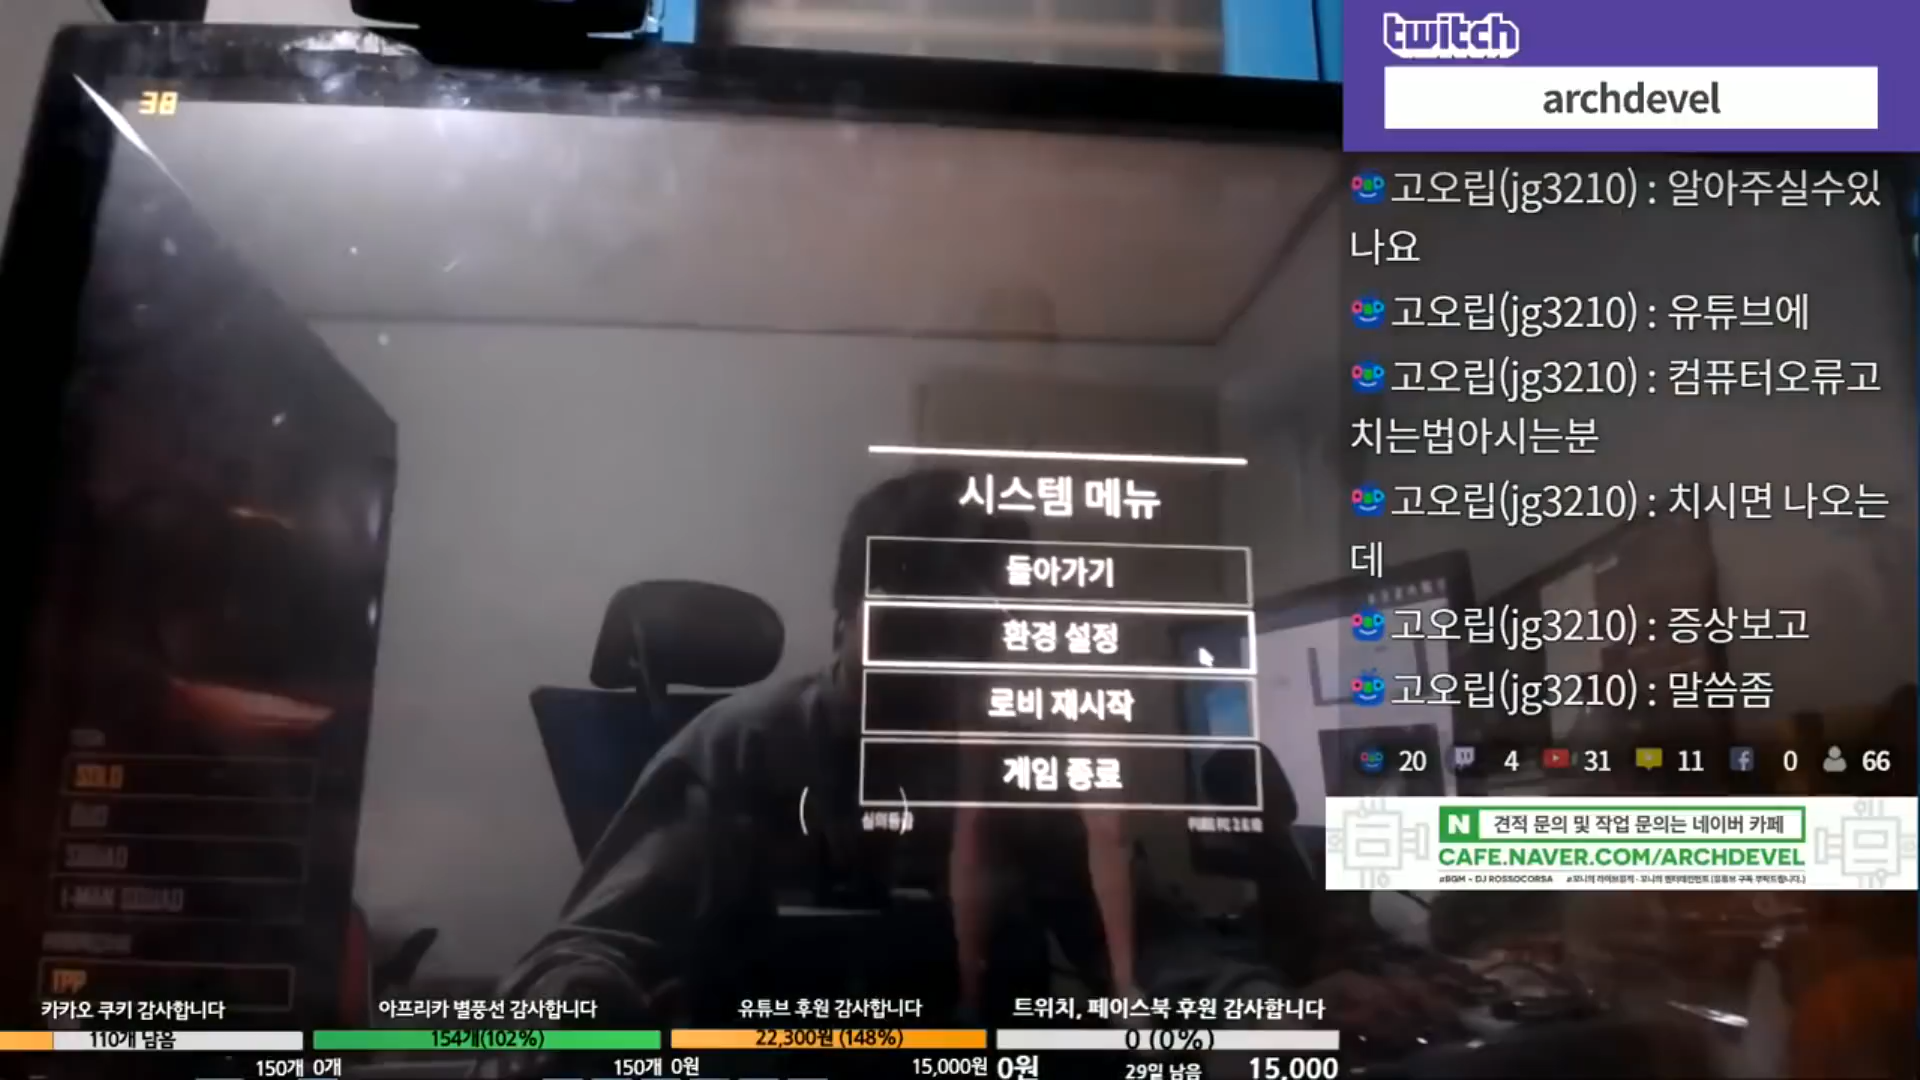 38
시스템 메뉴
돌아가기
환경 설정
로비 재시작
게임 종료
SOLO
SQUAD
1-MAN SQUAD
TPP
twitch
archdevel
고오립(jg3210) : 알아주실수있
나요
고오립(jg3210) : 유튜브에
고오립(jg3210) : 컴퓨터오류고
치는법아시는분
고오립(jg3210) : 치시면 나오는
데
고오립(jg3210) : 증상보고
고오립(jg3210) : 말씀좀
20 4 31 11 0 66
N 견적 문의 및 작업 문의는 네이버 카페
CAFE.NAVER.COM/ARCHDEVEL
#BGM - DJ ROSSOCORSA
카카오 쿠키 감사합니다
110개 남음
150개
아프리카 별풍선 감사합니다
154개(102%)
0개 150개
유튜브 후원 감사합니다
22,300원 (148%)
0원 15,000원
트위치, 페이스북 후원 감사합니다
0 (0%)
0원 29일 남음 15,000